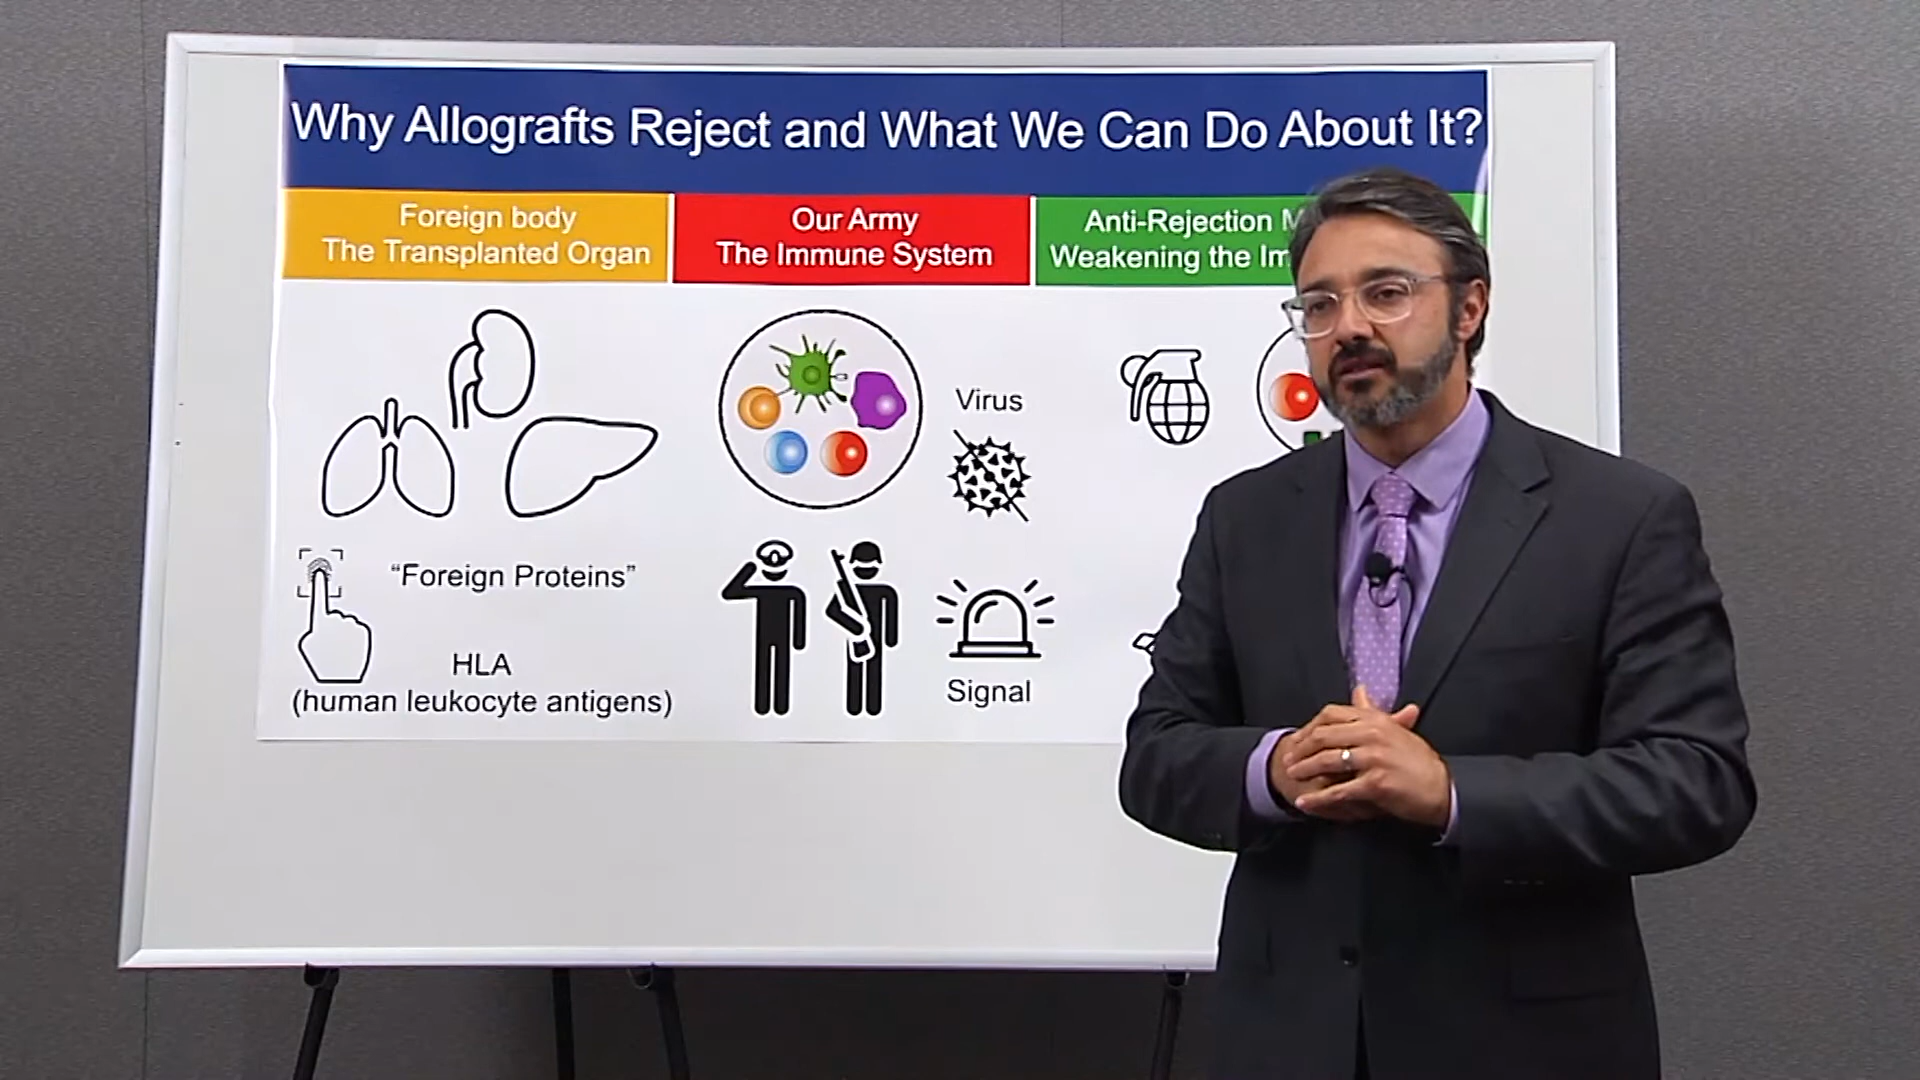 Why Allografts Reject and What We Can Do About It?
Foreign body
The Transplanted Organ
Our Army
The Immune System
Anti-Rejection
Weakening the
Virus
"Foreign Proteins"
HLA
(human leukocyte antigens)
Signal